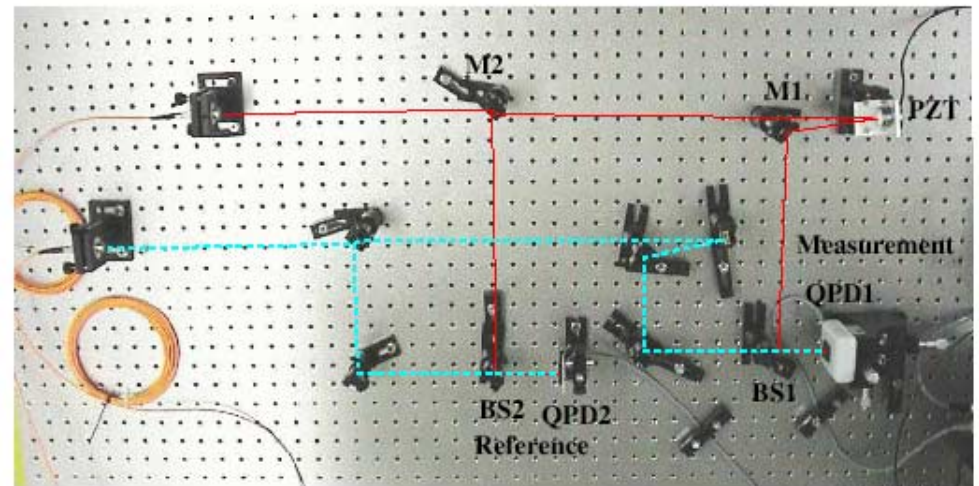 M2
M1
PZT
Measurement
QPD1
BS1
BS2 QPD2
Reference